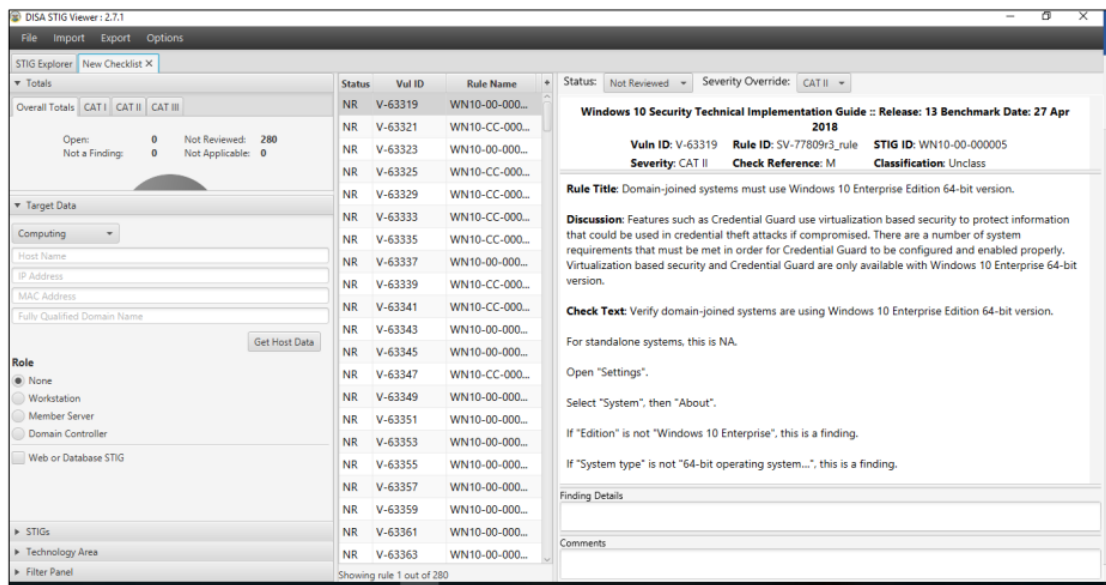 DISA STIG Viewer : 2.7.1
File Import Export Options
STIG Explorer New Checklist X
Totals
Overall Totals CAT I CAT II CAT III
Open: 0 Not Reviewed: 280
Not a Finding: 0 Not Applicable: 0
Target Data
Computing
Host Name
IP Address
MAC Address
Fully Qualified Domain Name
Get Host Data
Role
None
Workstation
Member Server
Domain Controller
Web or Database STIG
STIGs
Technology Area
Filter Panel
Status Vul ID Rule Name +
NR V-63319 WN10-00-000...
NR V-63321 WN10-CC-000...
NR V-63323 WN10-00-000...
NR V-63325 WN10-CC-000...
NR V-63329 WN10-CC-000...
NR V-63333 WN10-CC-000...
NR V-63335 WN10-CC-000...
NR V-63337 WN10-00-000...
NR V-63339 WN10-CC-000...
NR V-63341 WN10-CC-000...
NR V-63343 WN10-00-000...
NR V-63345 WN10-00-000...
NR V-63347 WN10-CC-000...
NR V-63349 WN10-00-000...
NR V-63351 WN10-00-000...
NR V-63353 WN10-00-000...
NR V-63355 WN10-00-000...
NR V-63357 WN10-00-000...
NR V-63359 WN10-00-000...
NR V-63361 WN10-00-000...
NR V-63363 WN10-00-000...
Showing rule 1 out of 280
Status: Not Reviewed Severity Override: CAT II
Windows 10 Security Technical Implementation Guide :: Release: 13 Benchmark Date: 27 Apr
2018
Vuln ID: V-63319 Rule ID: SV-77809r3_rule STIG ID: WN10-00-000005
Severity: CAT II Check Reference: M Classification: Unclass
Rule Title: Domain-joined systems must use Windows 10 Enterprise Edition 64-bit version.
Discussion: Features such as Credential Guard use virtualization based security to protect information
that could be used in credential theft attacks if compromised. There are a number of system
requirements that must be met in order for Credential Guard to be configured and enabled properly.
Virtualization based security and Credential Guard are only available with Windows 10 Enterprise 64-bit
version.
Check Text: Verify domain-joined systems are using Windows 10 Enterprise Edition 64-bit version.
For standalone systems, this is NA.
Open "Settings".
Select "System", then "About".
If "Edition" is not "Windows 10 Enterprise", this is a finding.
If "System type" is not "64-bit operating system...", this is a finding.
Finding Details
Comments